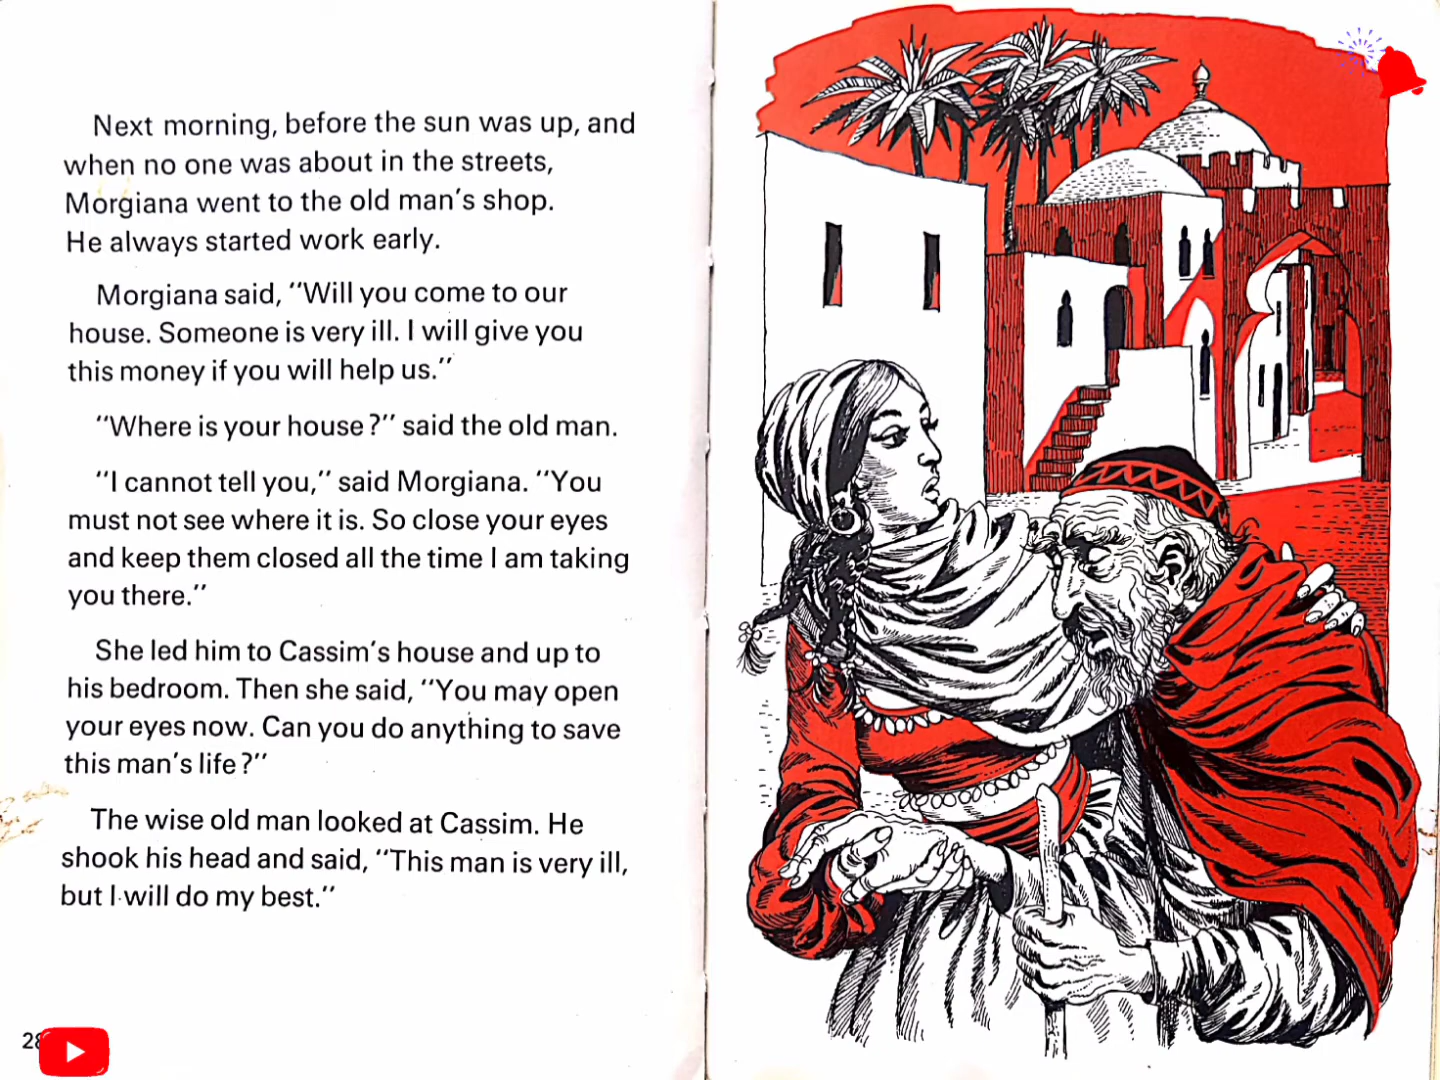 Next morning, before the sun was up, and
when no one was about in the streets,
Morgiana went to the old man's shop.
He always started work early.
Morgiana said, "Will you come to our
house. Someone is very ill. I will give you
this money if you will help us."
"Where is your house?" said the old man.
"I cannot tell you," said Morgiana. "You
must not see where it is. So close your eyes
and keep them closed all the time I am taking
you there."
She led him to Cassim's house and up to
his bedroom. Then she said, "You may open
your eyes now. Can you do anything to save
this man's life?"
The wise old man looked at Cassim. He
shook his head and said, "This man is very ill,
but I will do my best."